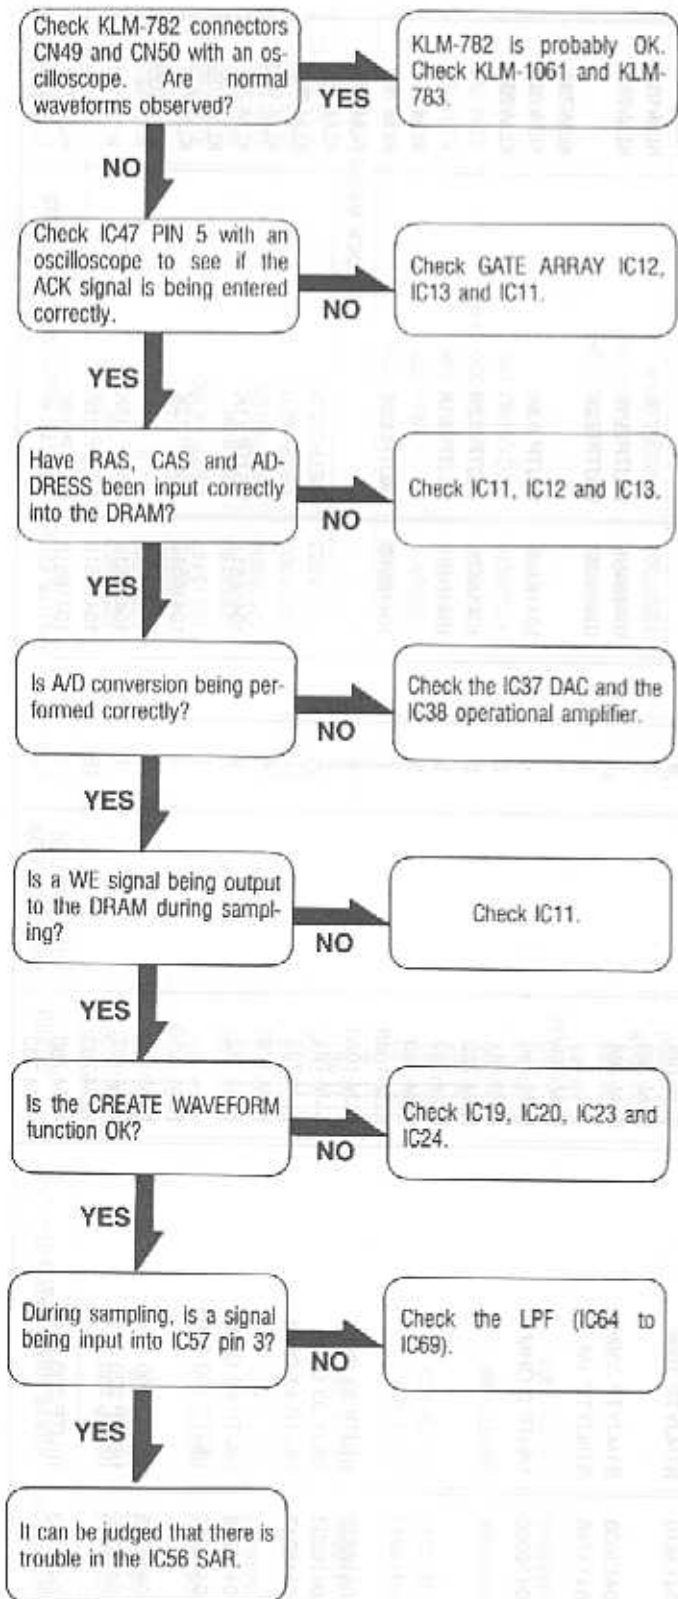 Check KLM-782 connectors
CN49 and CN50 with an os-
cilloscope. Are normal
waveforms observed?
YES
KLM-782 is probably OK.
Check KLM-1061 and KLM-
783.
NO
Check IC47 PIN 5 with an
oscilloscope to see if the
ACK signal is being entered
correctly.
NO
Check GATE ARRAY IC12,
IC13 and IC11.
YES
Have RAS, CAS and AD-
DRESS been input correctly
into the DRAM?
NO
Check IC11, IC12 and IC13.
YES
Is A/D conversion being per-
formed correctly?
NO
Check the IC37 DAC and the
IC38 operational amplifier.
YES
Is a WE signal being output
to the DRAM during sampl-
ing?
NO
Check IC11.
YES
Is the CREATE WAVEFORM
function OK?
NO
Check IC19, IC20, IC23 and
IC24.
YES
During sampling, is a signal
being input into IC57 pin 3?
NO
Check the LPF (IC64 to
IC69).
YES
It can be judged that there is
trouble in the IC56 SAR.